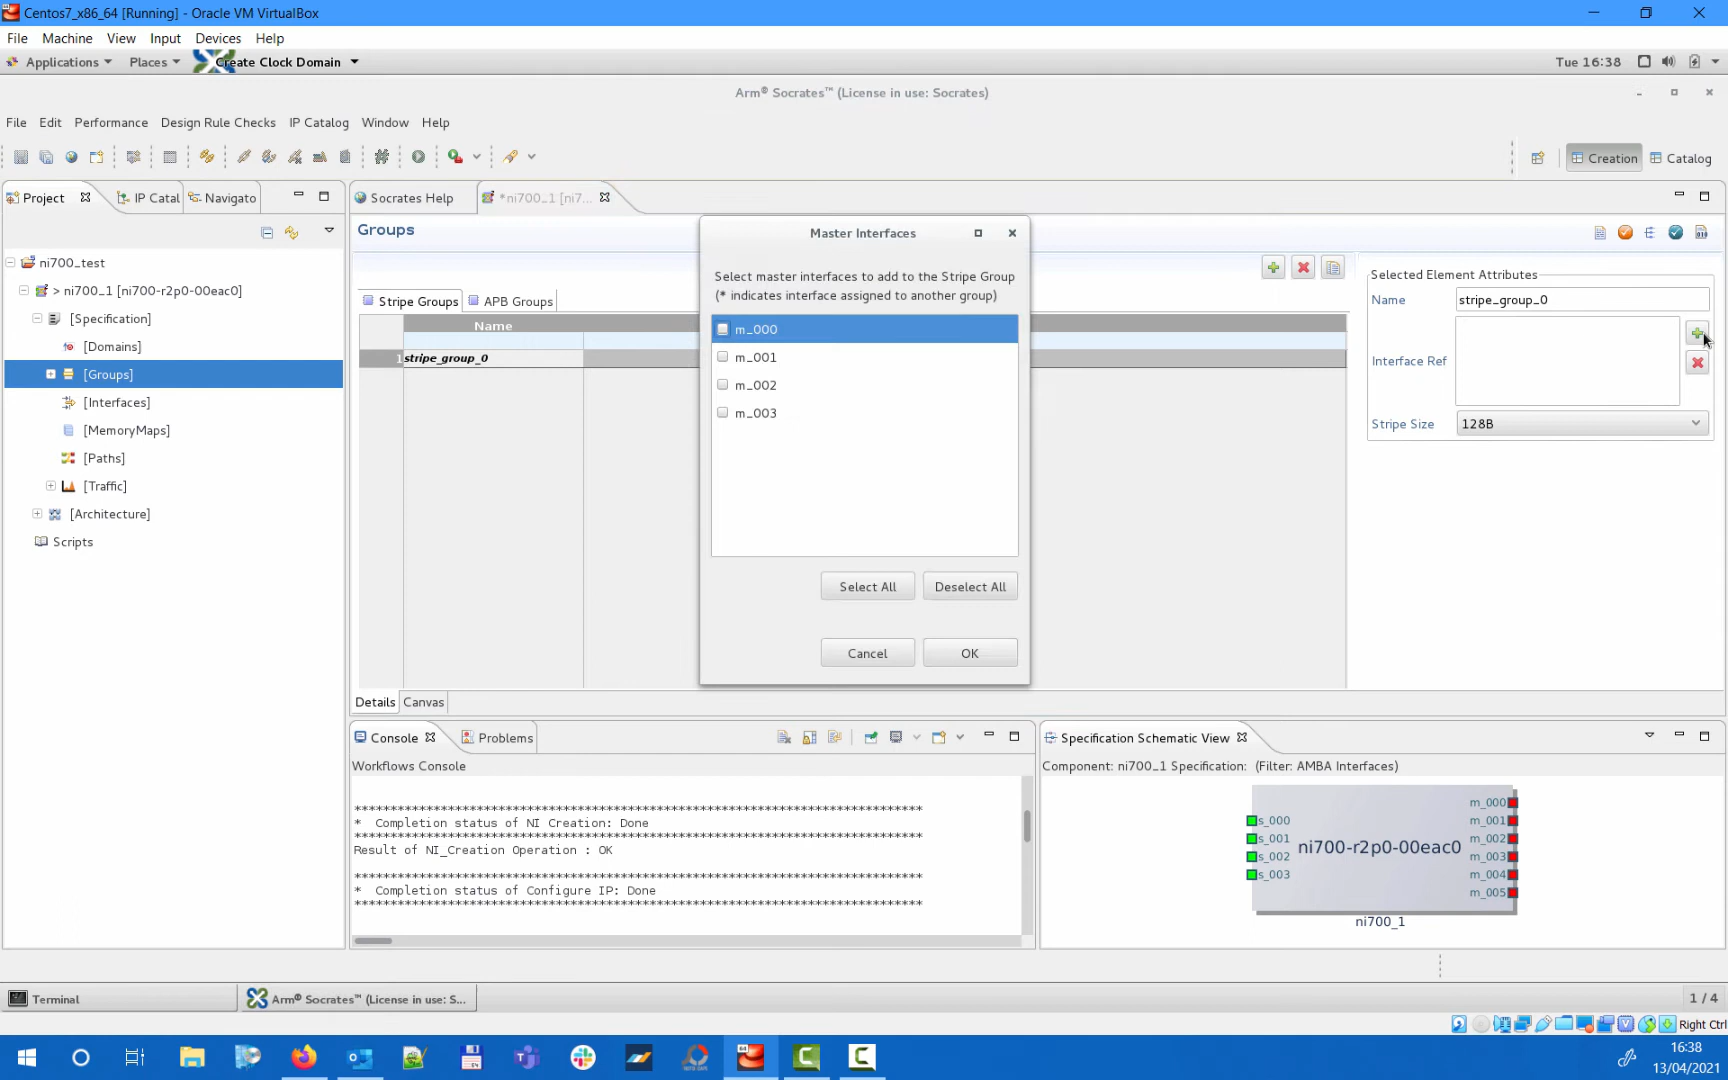 Centos7_x86_64 [Running] - Oracle VM VirtualBox
File Machine View Input Devices Help
Applications Places Create Clock Domain Tue 16:38
Arm® Socrates™ (License in use: Socrates)
File Edit Performance Design Rule Checks IP Catalog Window Help
Creation Catalog
Project IP Catal Navigato
Socrates Help *ni700_1 [ni7...
Groups
Stripe Groups APB Groups
Name
1 stripe_group_0
ni700_test
> ni700_1 [ni700-r2p0-00eac0]
[Specification]
[Domains]
[Groups]
[Interfaces]
[MemoryMaps]
[Paths]
[Traffic]
[Architecture]
Scripts
Master Interfaces
Select master interfaces to add to the Stripe Group
(* indicates interface assigned to another group)
m_000
m_001
m_002
m_003
Select All Deselect All
Cancel OK
Selected Element Attributes
Name stripe_group_0
Interface Ref
Stripe Size 128B
Details Canvas
Console Problems
Workflows Console
*******************************************************************************
* Completion status of NI Creation: Done
*******************************************************************************
Result of NI_Creation Operation : OK
*******************************************************************************
* Completion status of Configure IP: Done
*******************************************************************************
Specification Schematic View
Component: ni700_1 Specification: (Filter: AMBA Interfaces)
s_000
s_001
s_002
s_003
ni700-r2p0-00eac0
m_000
m_001
m_002
m_003
m_004
m_005
ni700_1
Terminal Arm® Socrates™ (License in use: S... 1 / 4
Right Ctrl
16:38
13/04/2021